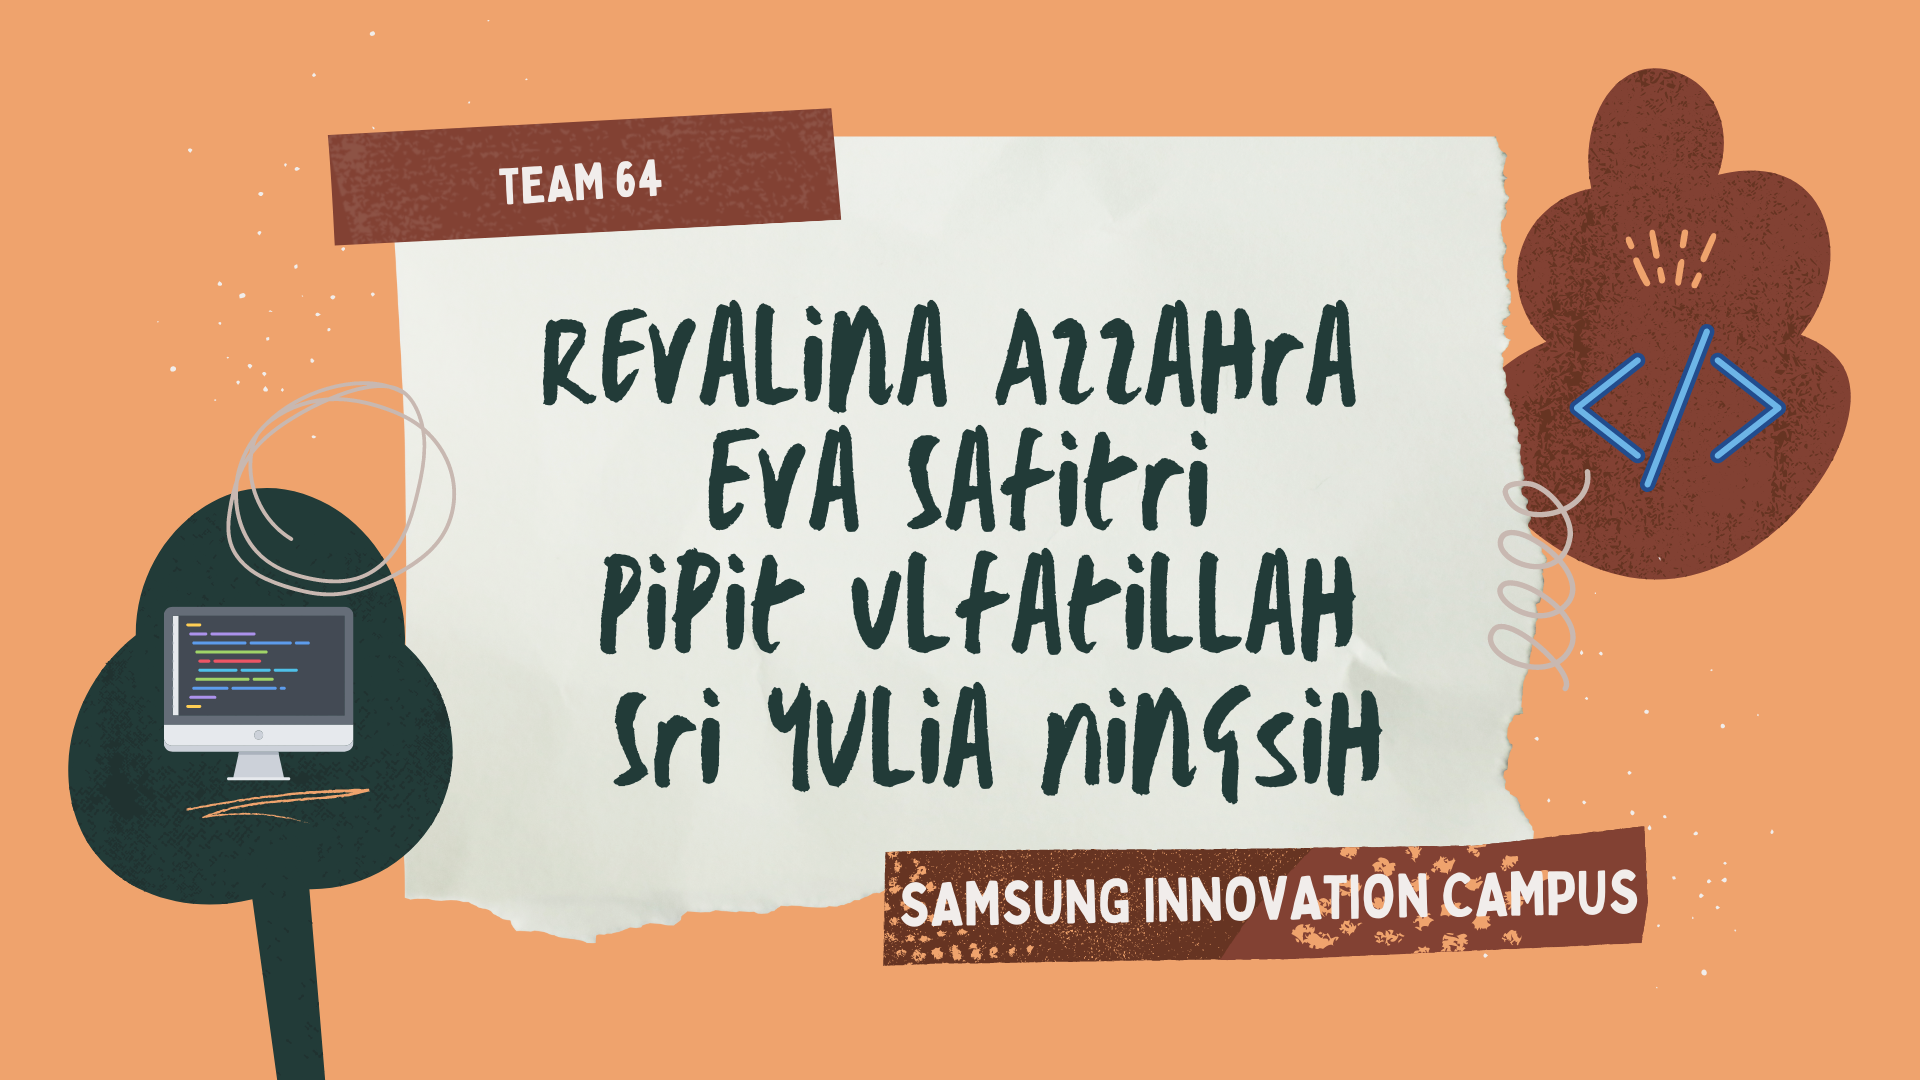 TEAM 64
REVALINA AZZAHRA
EVA SAFITRI
PIPIT ULFATILLAH
SRI YULIA NINGSIH
SAMSUNG INNOVATION CAMPUS
</>